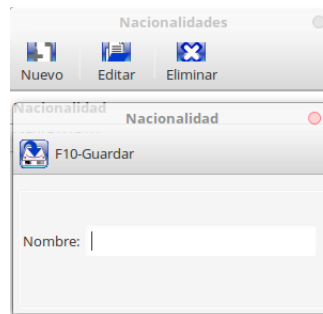 Nacionalidades
Nuevo Editar Eliminar
Nacionalidad
Nacionalidad
F10-Guardar
Nombre: